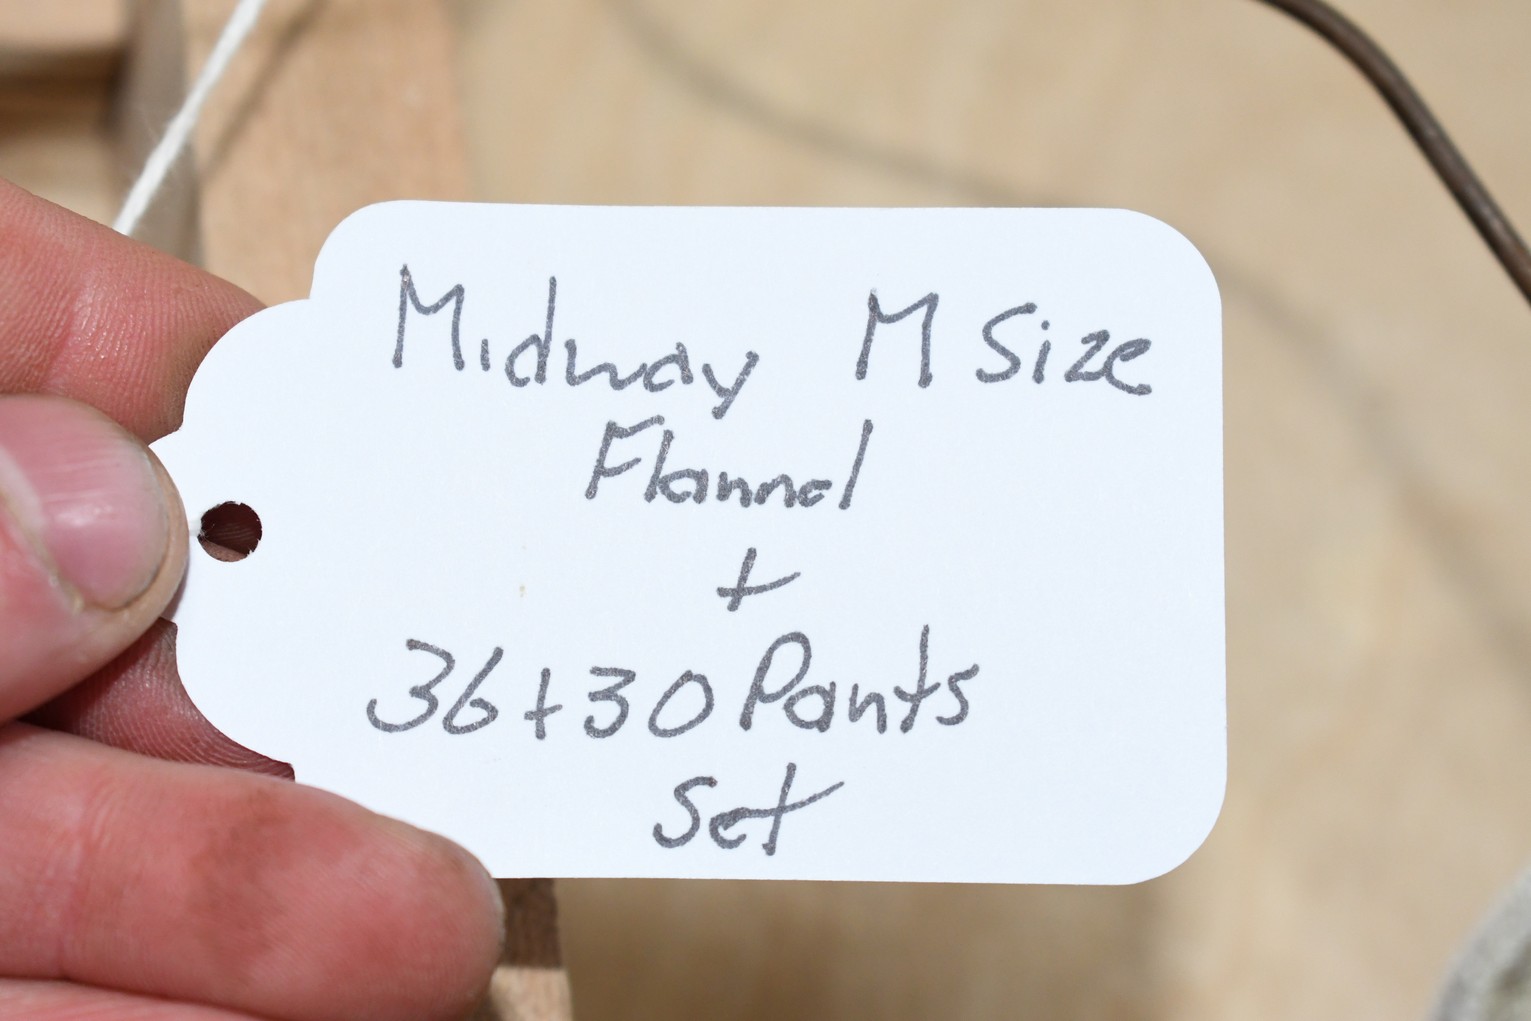 Midway M Size
Flannel
+
36+30 Pants
Set